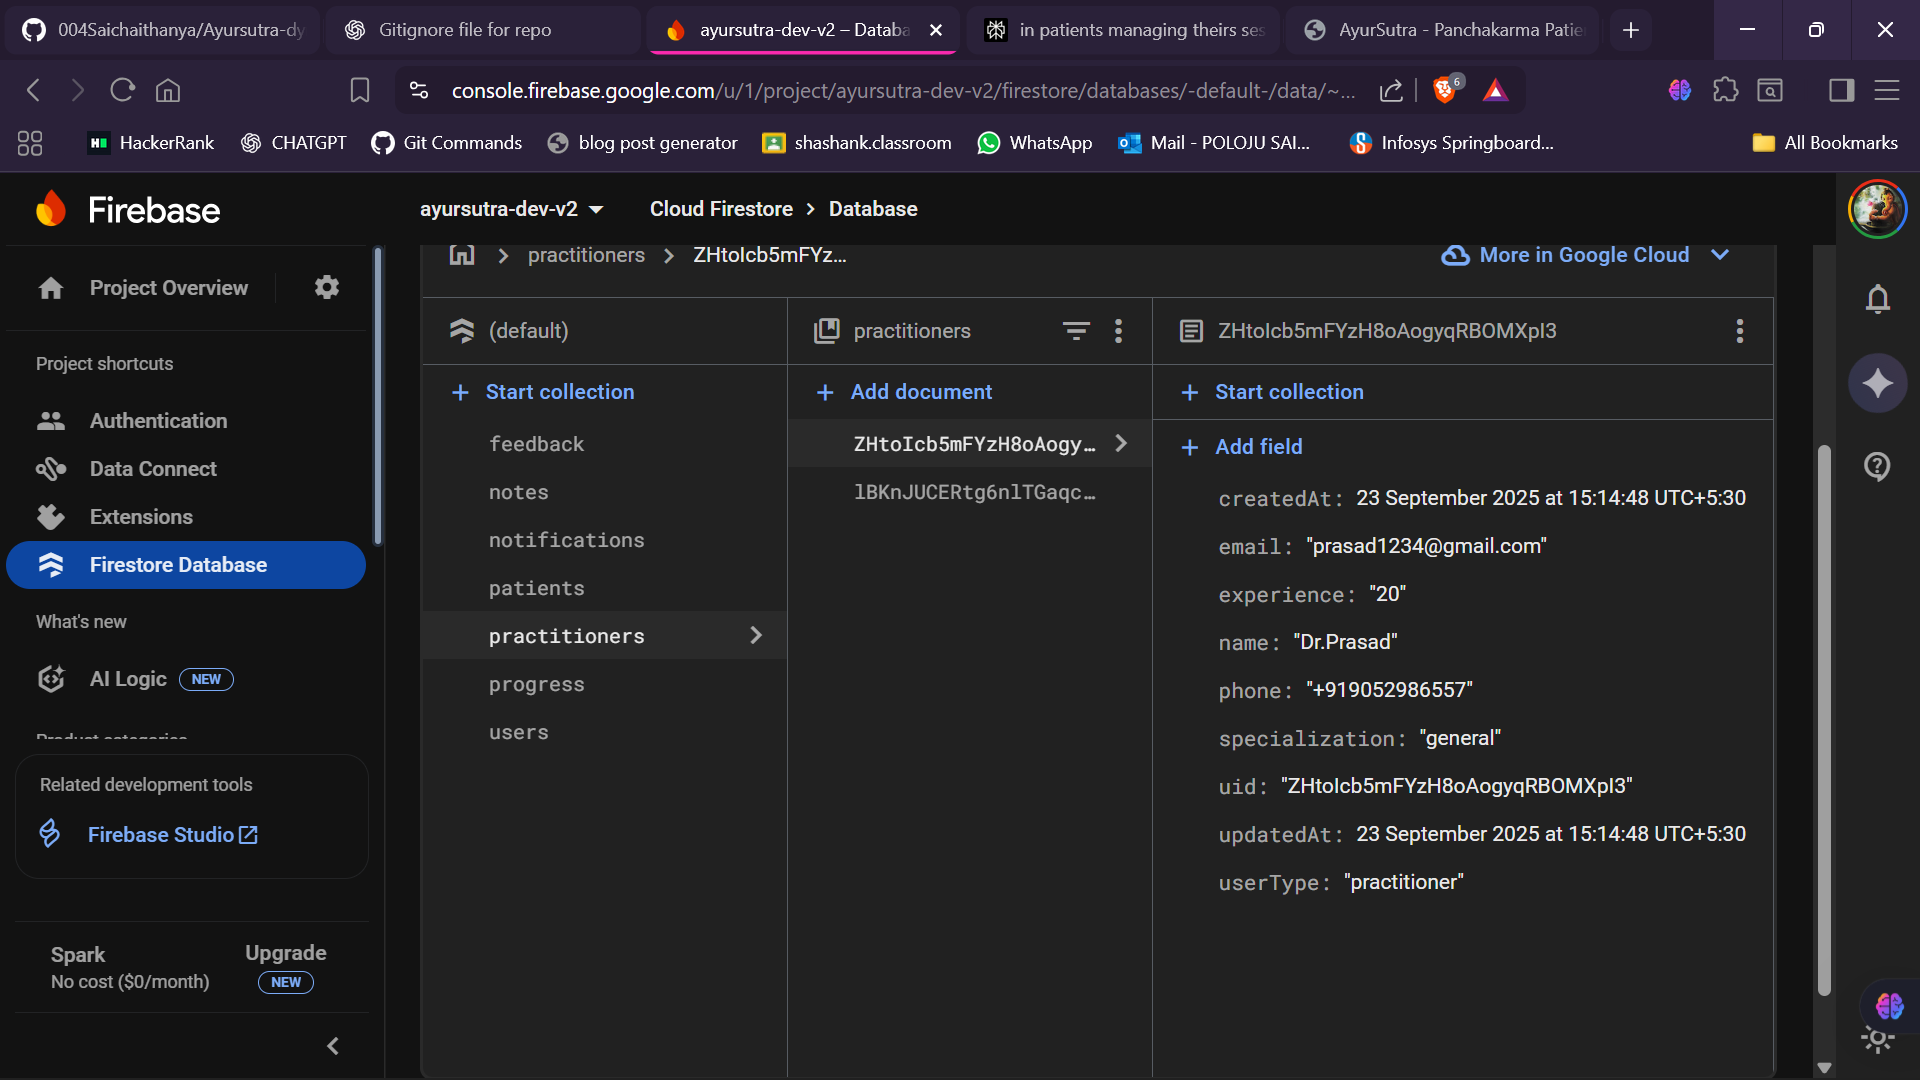 004Saichaithanya/Ayursutra-dy
Gitignore file for repo
ayursutra-dev-v2 – Databa
in patients managing theirs ses
AyurSutra - Panchakarma Patie
console.firebase.google.com/u/1/project/ayursutra-dev-v2/firestore/databases/-default-/data/~...
6
HackerRank
CHATGPT
Git Commands
blog post generator
shashank.classroom
WhatsApp
Mail - POLOJU SAI...
Infosys Springboard...
All Bookmarks
Firebase
ayursutra-dev-v2
Cloud Firestore > Database
practitioners > ZHtoIcb5mFYz...
More in Google Cloud
Project Overview
Project shortcuts
Authentication
Data Connect
Extensions
Firestore Database
What's new
AI Logic NEW
Product categories
Related development tools
Firebase Studio
Spark
No cost ($0/month)
Upgrade
NEW
(default)
+ Start collection
feedback
notes
notifications
patients
practitioners
progress
users
practitioners
+ Add document
ZHtoIcb5mFYzH8oAogy...
lBKnJUCERtg6nlTGaqc...
ZHtoIcb5mFYzH8oAogyqRBOMXpI3
+ Start collection
+ Add field
createdAt: 23 September 2025 at 15:14:48 UTC+5:30
email: "prasad1234@gmail.com"
experience: "20"
name: "Dr.Prasad"
phone: "+919052986557"
specialization: "general"
uid: "ZHtoIcb5mFYzH8oAogyqRBOMXpI3"
updatedAt: 23 September 2025 at 15:14:48 UTC+5:30
userType: "practitioner"